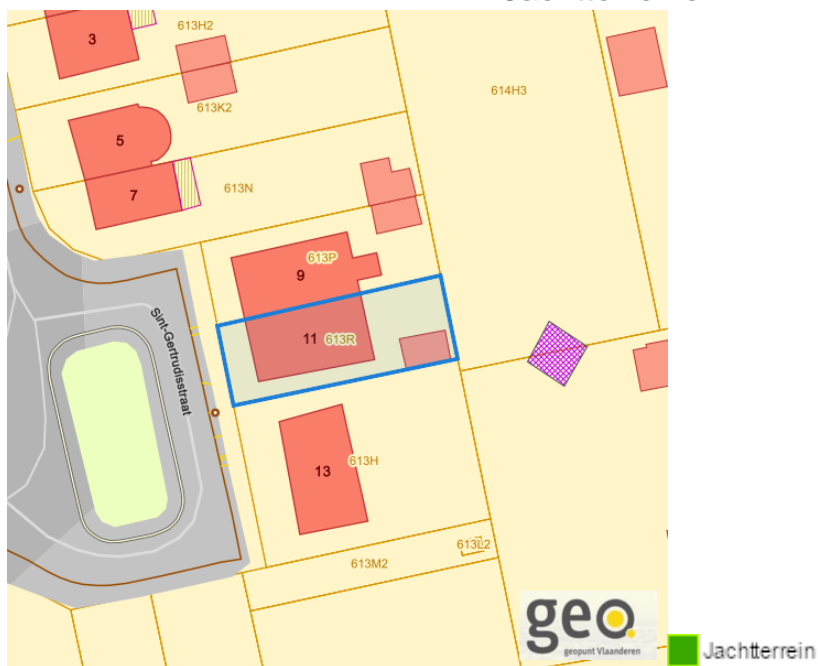 613H2
3
614H3
613K2
5
7
613N
613P
9
11
613R
Sint-Gertrudisstraat
13
613H
613L2
613M2
geo.
geopunt Vlaanderen
Jachtterrein